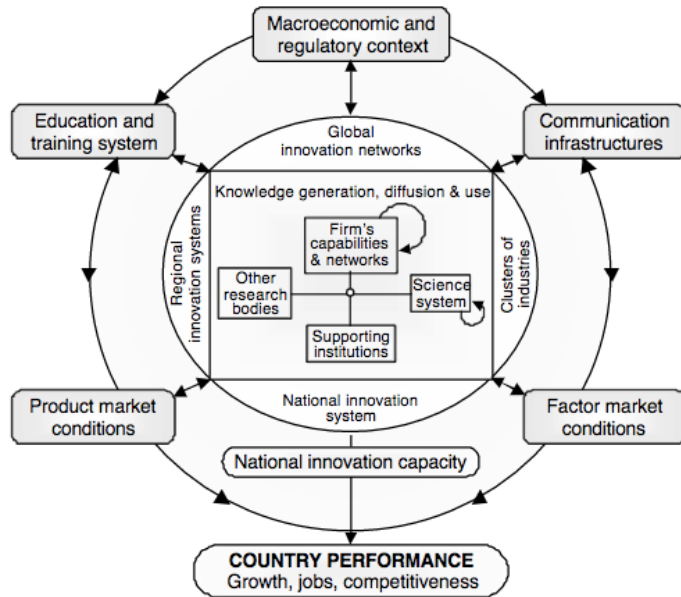 Macroeconomic and
regulatory context
Education and
training system
Communication
infrastructures
Global
innovation networks
Knowledge generation, diffusion & use
Regional
innovation systems
Firm's
capabilities
& networks
Clusters of
industries
Other
research
bodies
Science
system
Supporting
institutions
Product market
conditions
National innovation
system
Factor market
conditions
National innovation capacity
COUNTRY PERFORMANCE
Growth, jobs, competitiveness